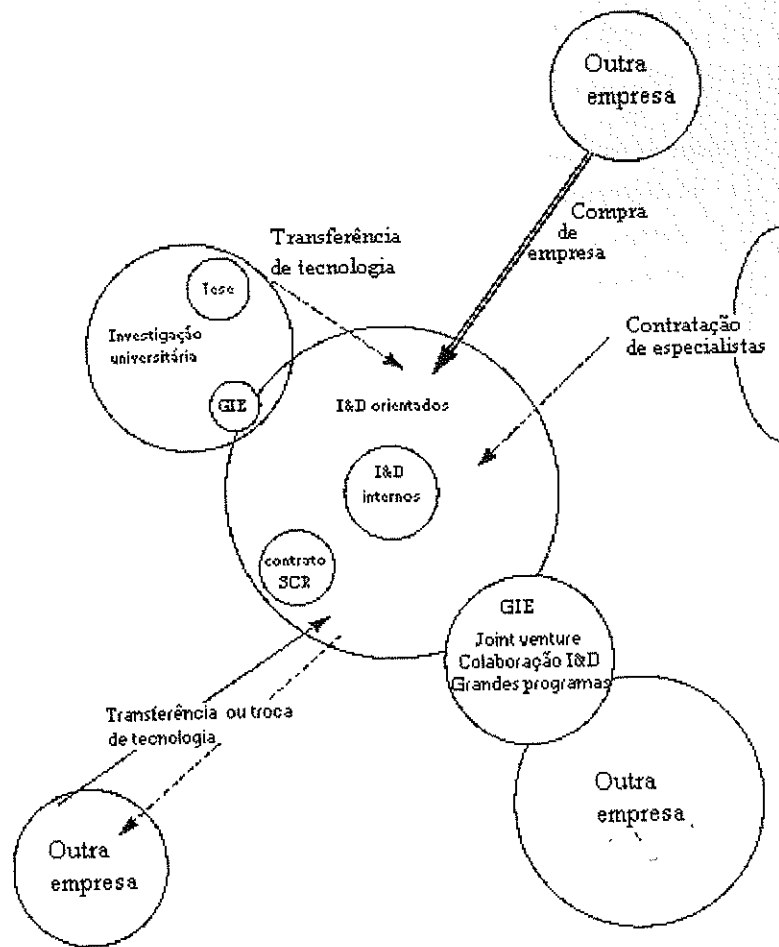 Outra
empresa
Compra
de
empresa
Transferência
de tecnologia
Tese
Investigação
universitária
GIE
Contratação
de especialistas
I&D orientados
I&D
internos
contrato
SCR
GIE
Joint venture
Colaboração I&D
Grandes programas
Transferência ou troca
de tecnologia
Outra
empresa
Outra
empresa